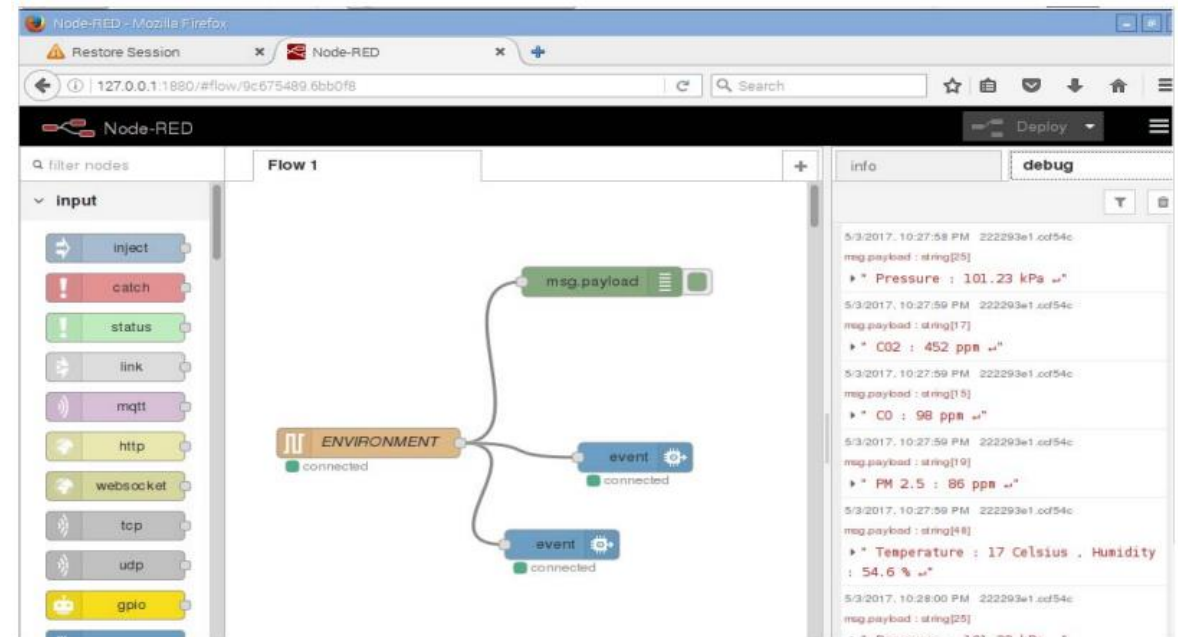 Node-RED - Mozilla Firefox
Restore Session
Node-RED
127.0.0.1:1880/#flow/9c675489.6bb0f8
Search
Node-RED
Deploy
filter nodes
Flow 1
info
debug
input
inject
catch
status
link
mqtt
http
websocket
tcp
udp
gpio
msg.payload
ENVIRONMENT
connected
event
connected
event
connected
5/3/2017, 10:27:58 PM 222293e1.ccf54c
msg.payload : string[25]
" Pressure : 101.23 kPa ↵"
5/3/2017, 10:27:59 PM 222293e1.ccf54c
msg.payload : string[17]
" CO2 : 452 ppm ↵"
5/3/2017, 10:27:59 PM 222293e1.ccf54c
msg.payload : string[15]
" CO : 98 ppm ↵"
5/3/2017, 10:27:59 PM 222293e1.ccf54c
msg.payload : string[19]
" PM 2.5 : 86 ppm ↵"
5/3/2017, 10:27:59 PM 222293e1.ccf54c
msg.payload : string[48]
" Temperature : 17 Celsius , Humidity
: 54.6 % ↵"
5/3/2017, 10:28:00 PM 222293e1.ccf54c
msg.payload : string[25]